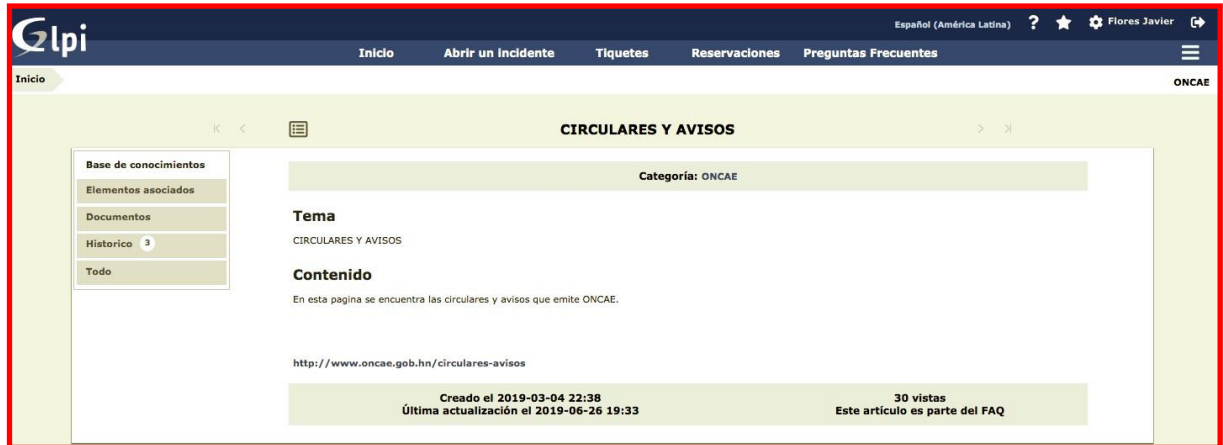 Glpi
Español (América Latina) ? Flores Javier
Inicio Abrir un incidente Tiquetes Reservaciones Preguntas Frecuentes
Inicio ONCAE
CIRCULARES Y AVISOS
Base de conocimientos
Elementos asociados
Documentos
Historico 3
Todo
Categoría: ONCAE
Tema
CIRCULARES Y AVISOS
Contenido
En esta pagina se encuentra las circulares y avisos que emite ONCAE.
http://www.oncae.gob.hn/circulares-avisos
Creado el 2019-03-04 22:38 30 vistas
Última actualización el 2019-06-26 19:33 Este artículo es parte del FAQ